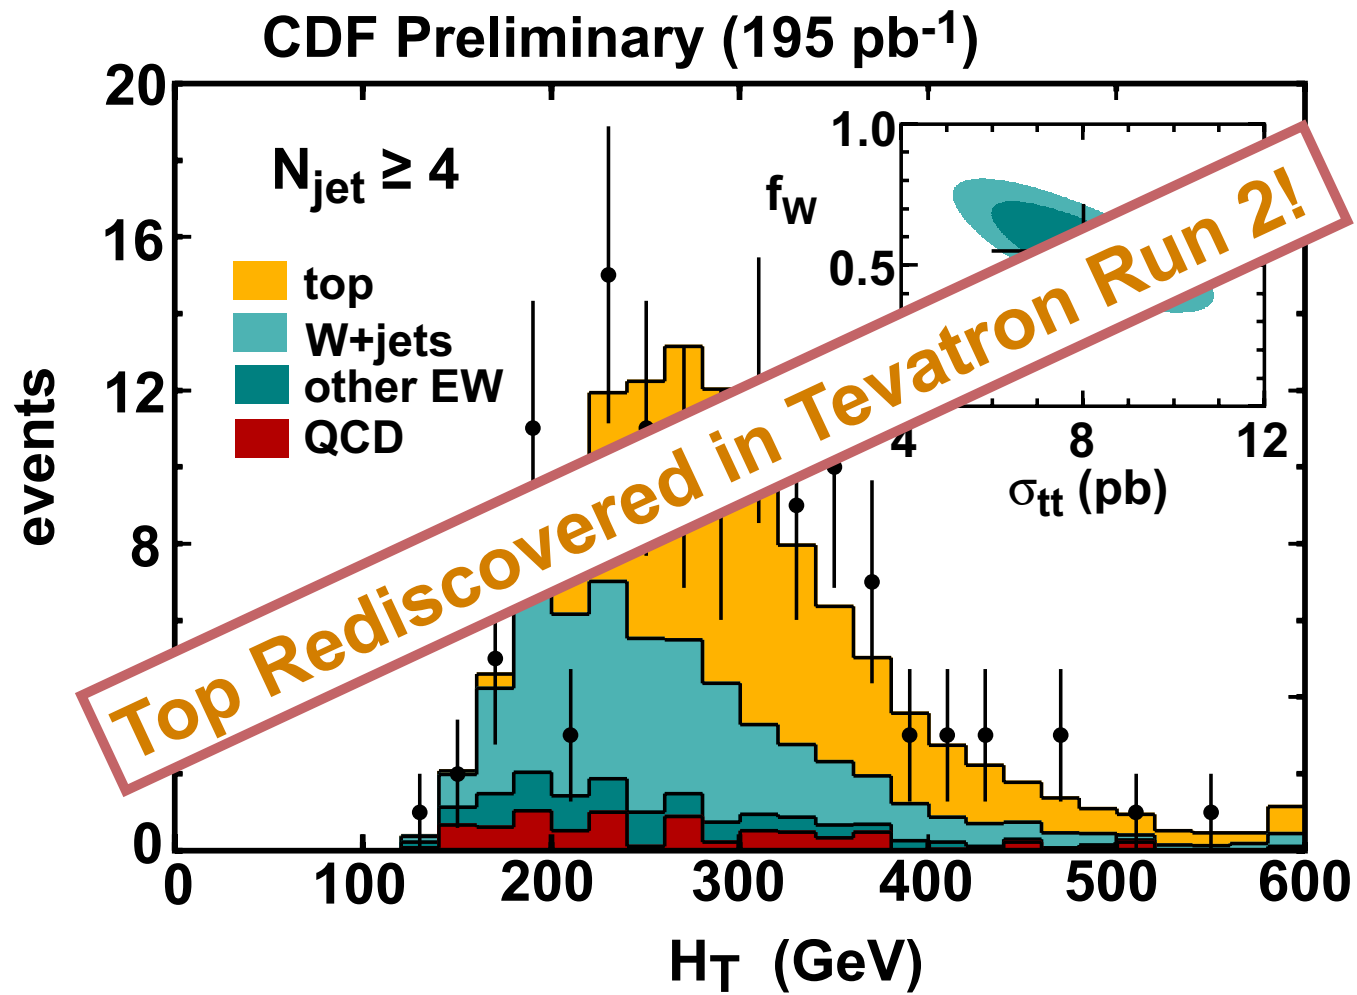 CDF Preliminary (195 pb-1)
20
16
12
8
0
events
Njet ≥ 4
top
W+jets
other EW
QCD
1.0
fW
0.5
4 8 12
σtt (pb)
Top Rediscovered in Tevatron Run 2!
0 100 200 300 400 500 600
HT (GeV)